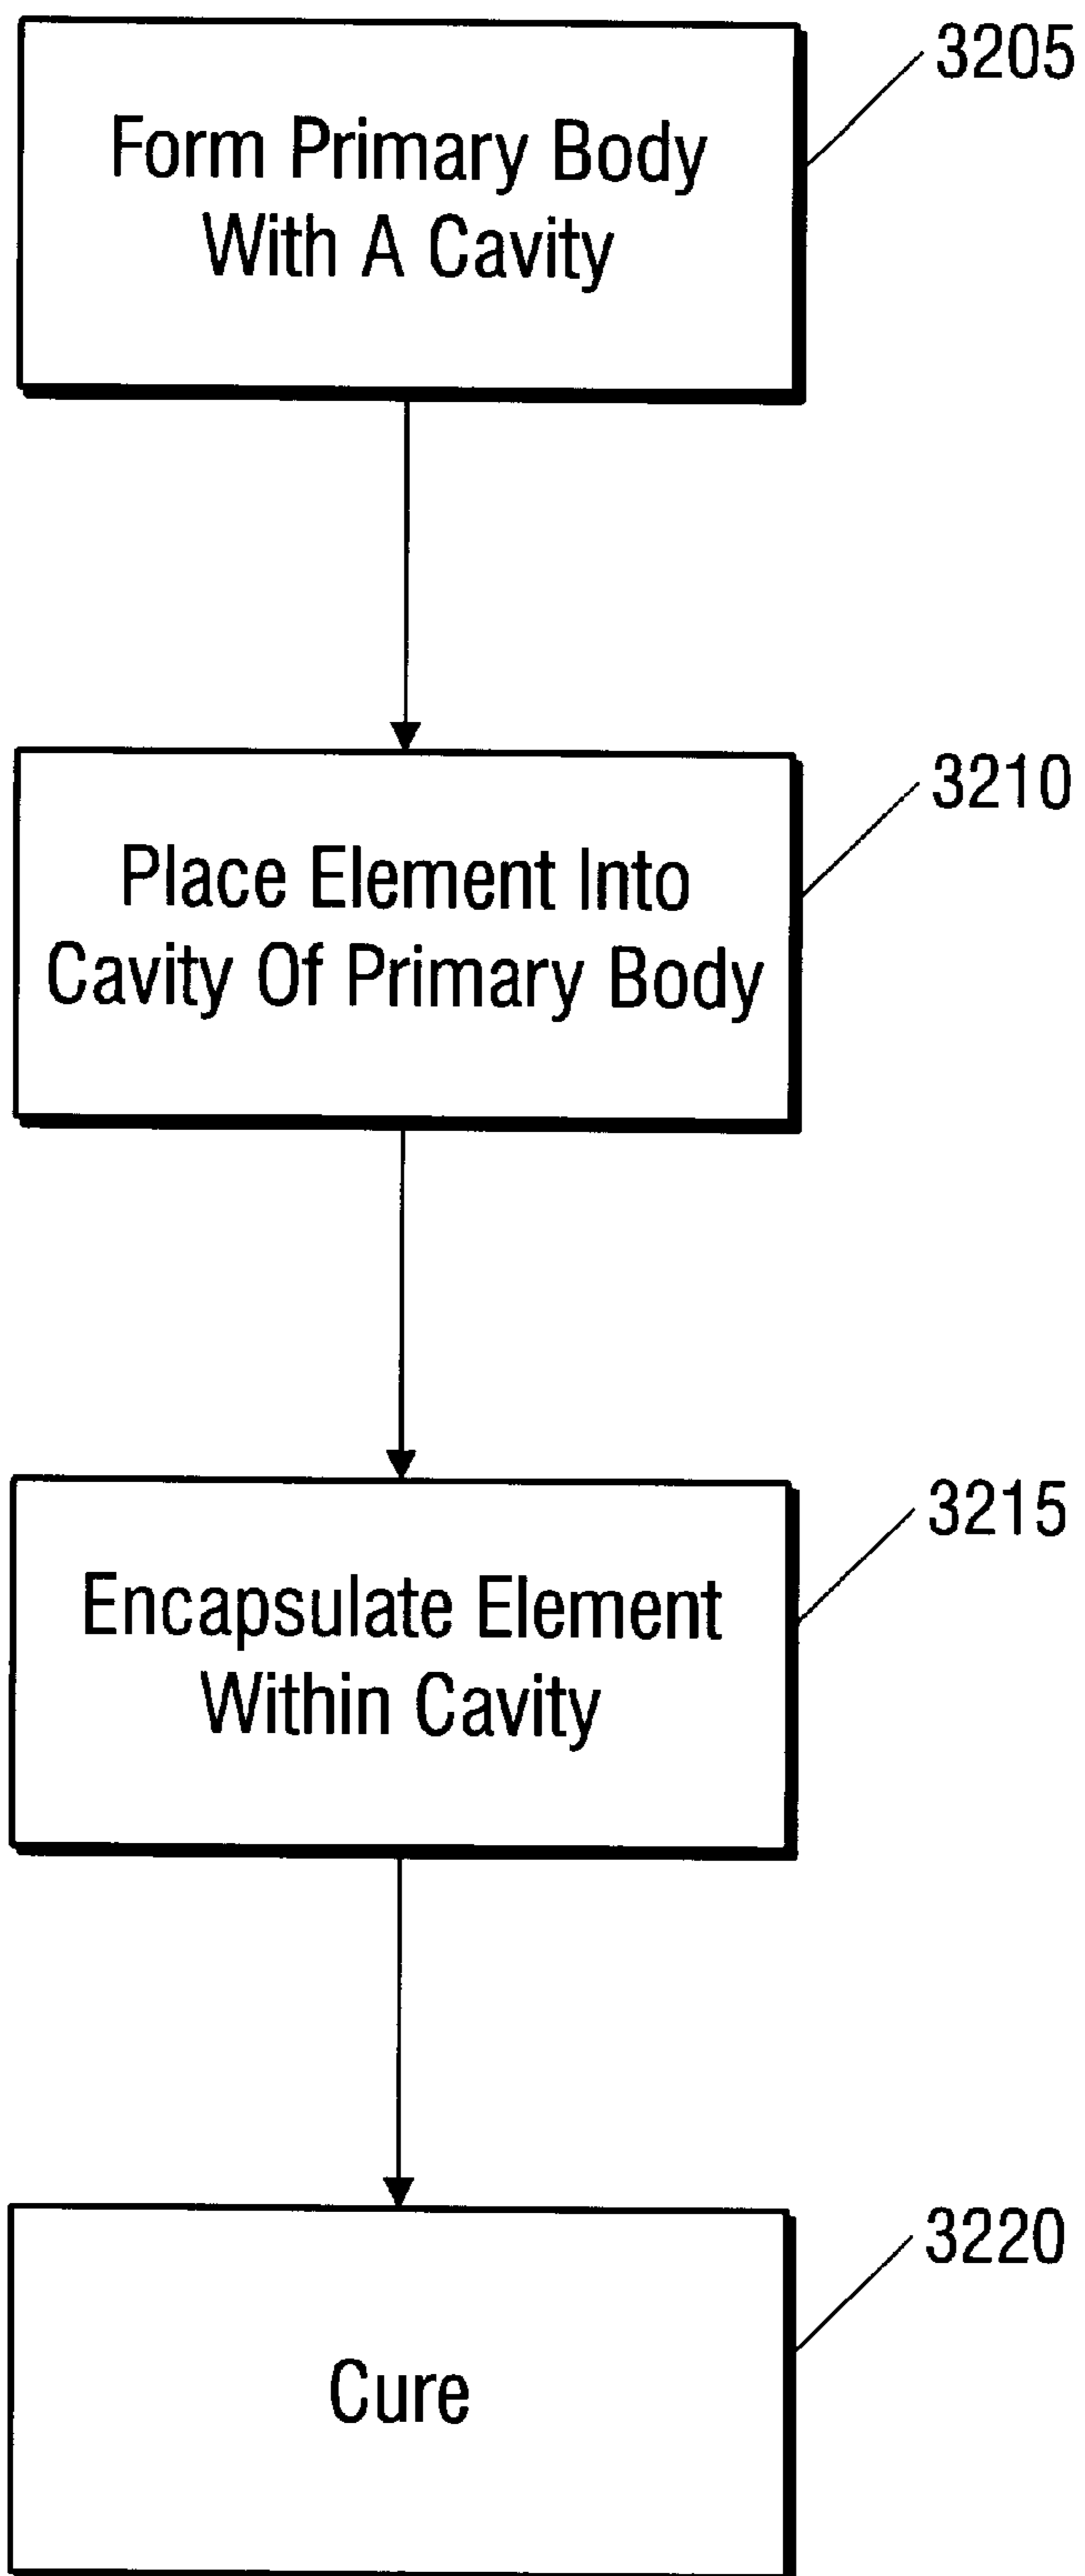 3205
Form Primary Body
With A Cavity
3210
Place Element Into
Cavity Of Primary Body
3215
Encapsulate Element
Within Cavity
3220
Cure